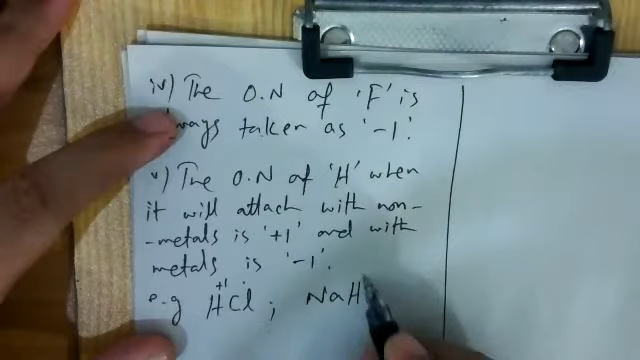 iv) The O.N of 'F' is
always taken as '-1'.
v) The O.N of 'H' when
it will attach with non-
-metals is '+1' and with
metals is '-1'.
+1
e.g HCl ; NaH